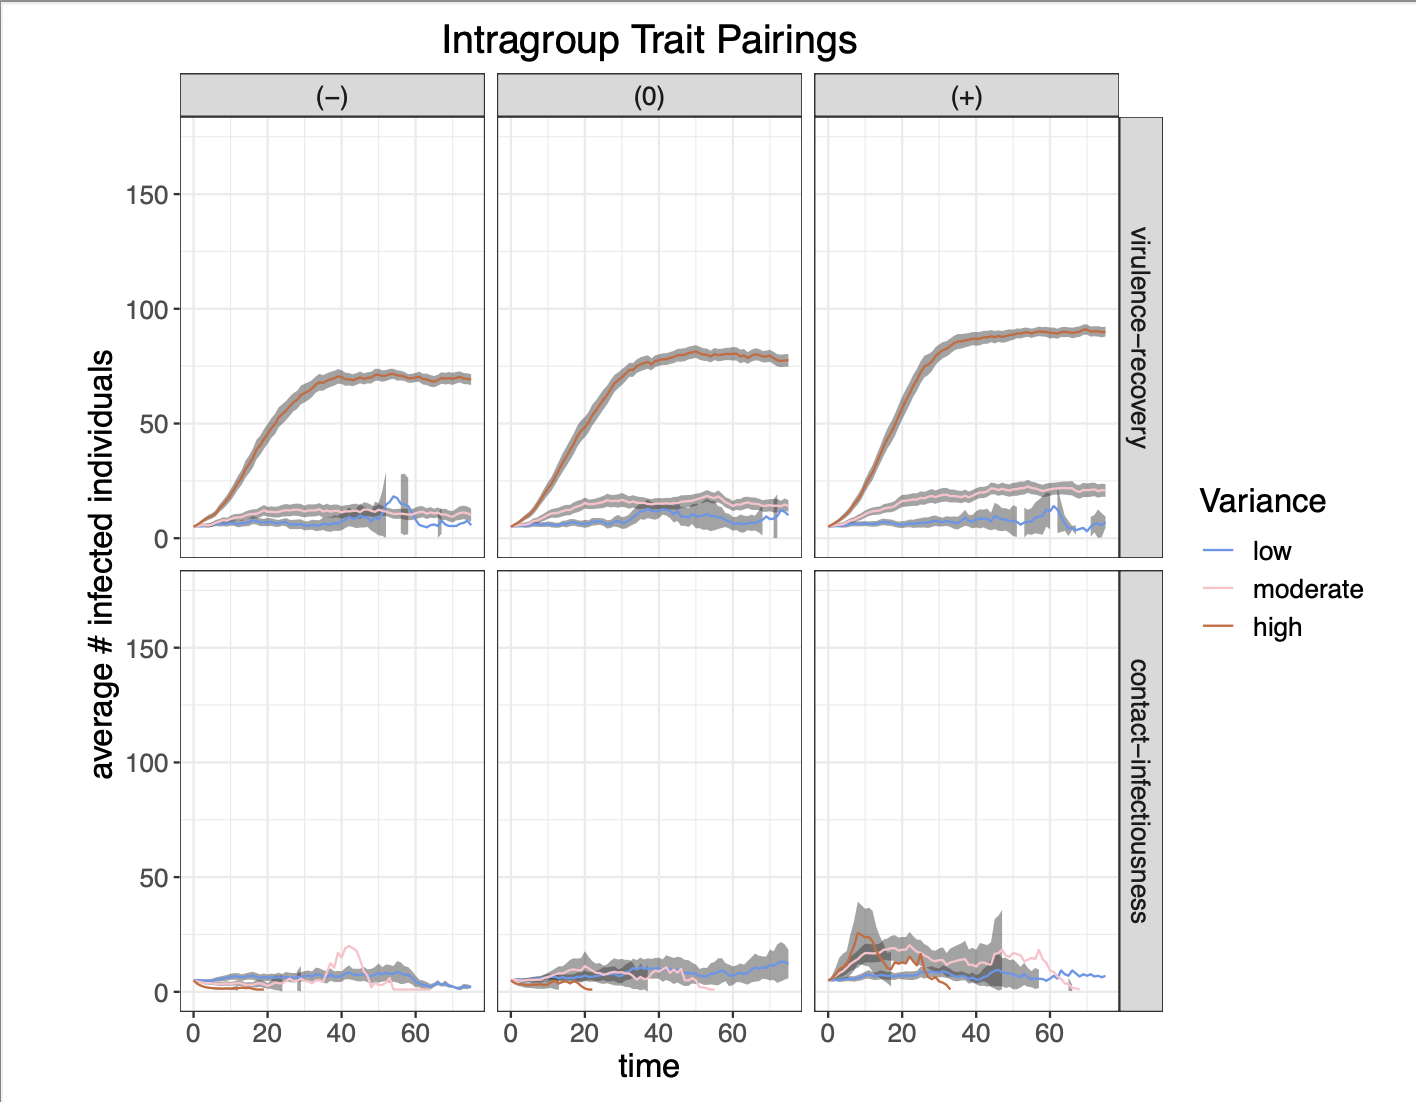 Intragroup Trait Pairings
(−)
(0)
(+)
150
100
50
0
virulence−recovery
150
100
50
0
contact−infectiousness
0 20 40 60
0 20 40 60
0 20 40 60
time
average # infected individuals
Variance
low
moderate
high